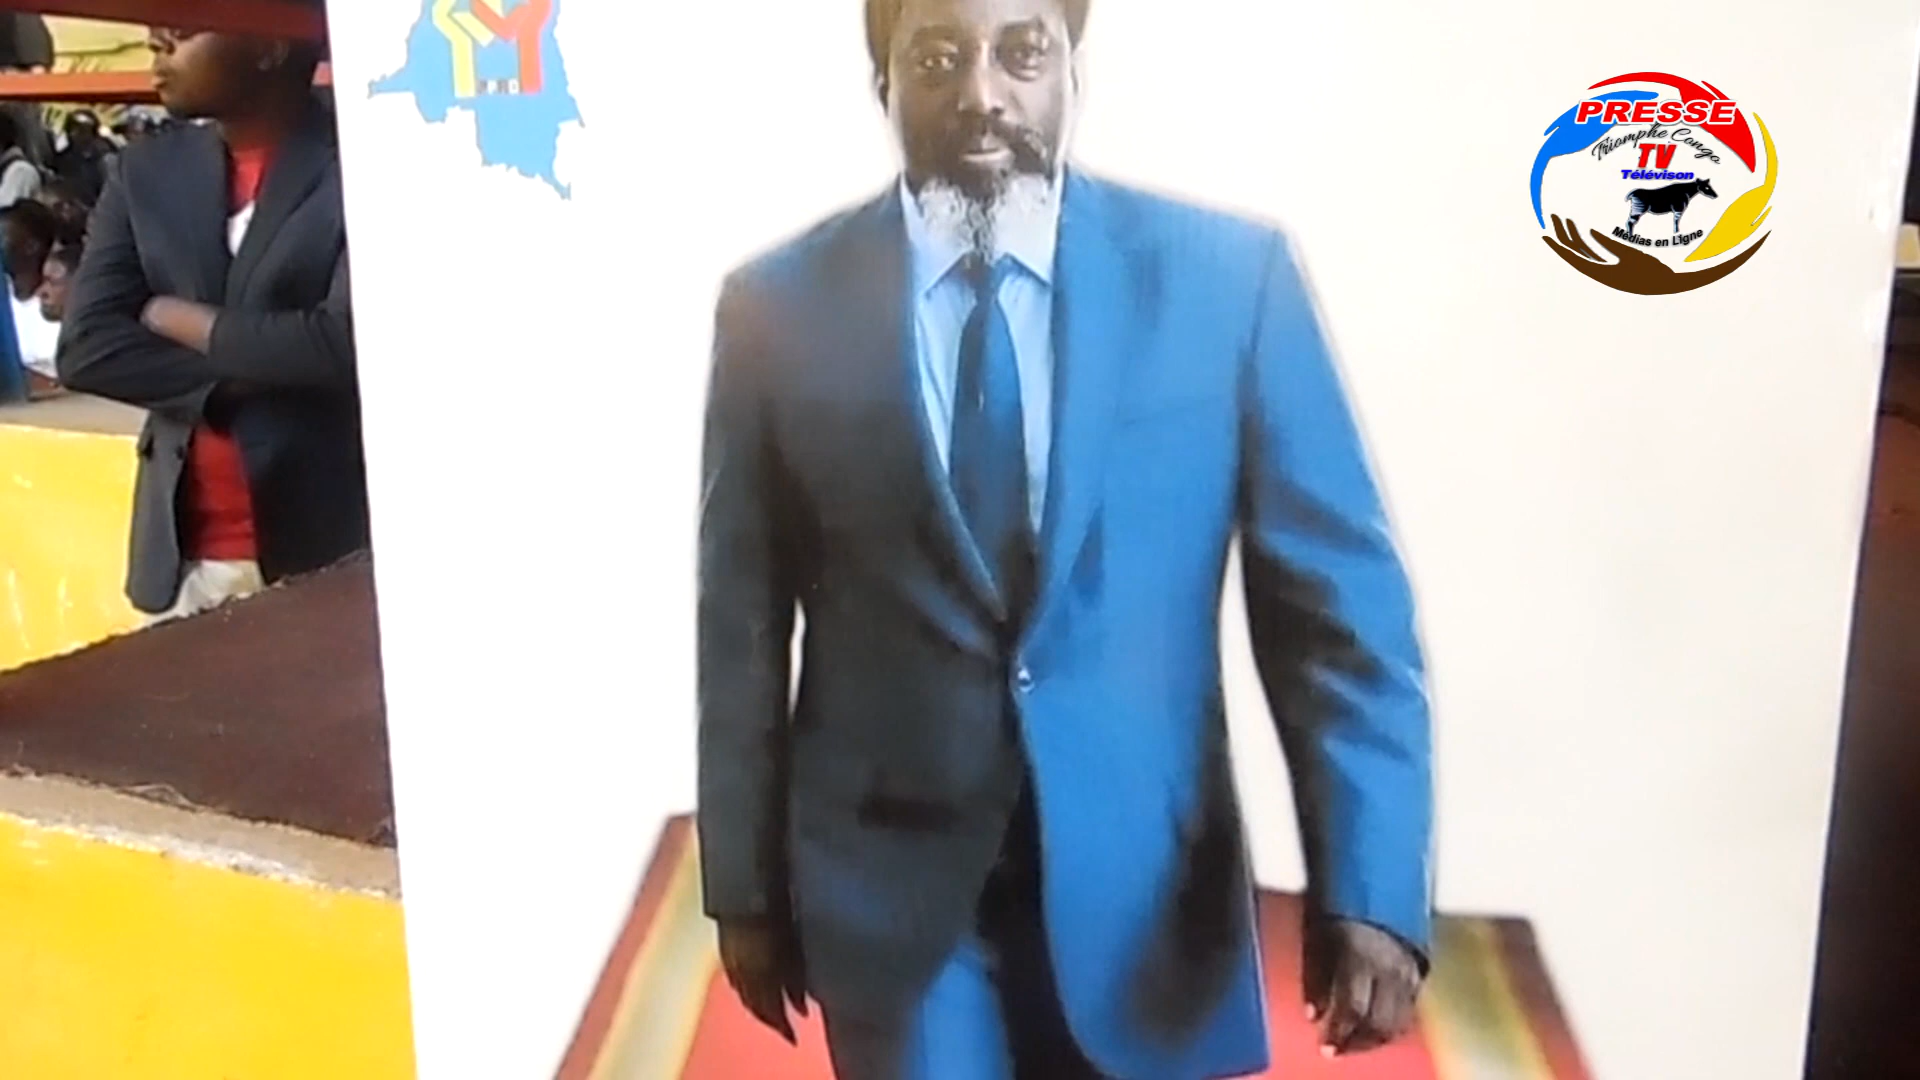 PRESSE
Triomphe Congo
TV
Télévison
Médias en Ligne